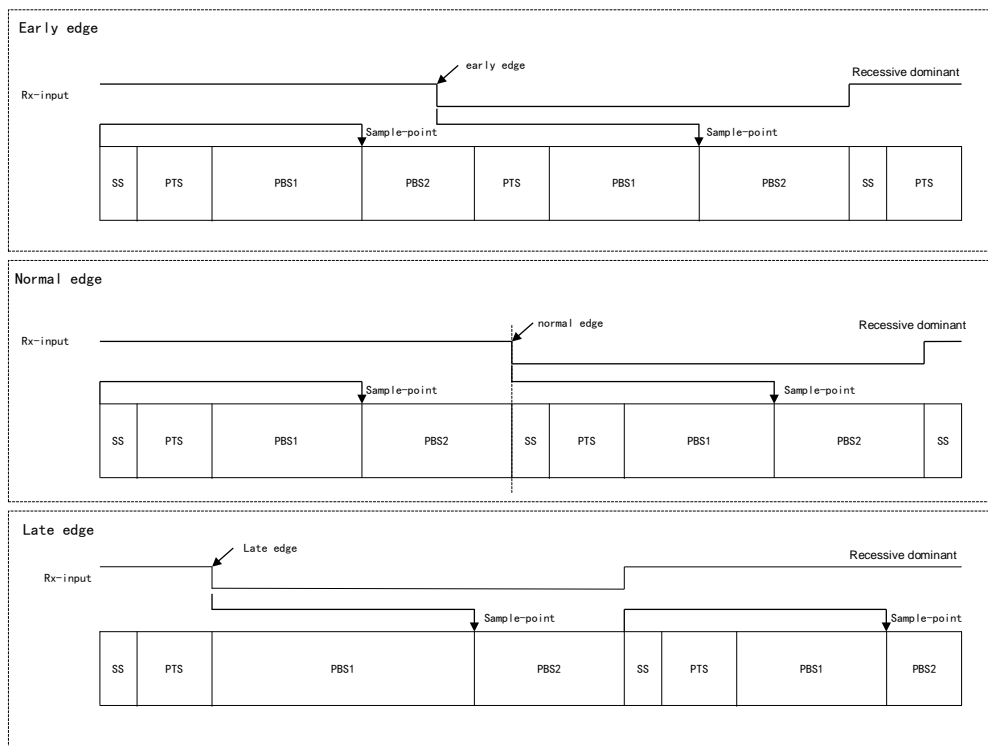 Early edge
early edge
Recessive dominant
Rx-input
Sample-point
Sample-point
SS PTS PBS1 PBS2 PTS PBS1 PBS2 SS PTS
Normal edge
normal edge
Recessive dominant
Rx-input
Sample-point
Sample-point
SS PTS PBS1 PBS2 SS PTS PBS1 PBS2 SS
Late edge
Late edge
Recessive dominant
Rx-input
Sample-point
Sample-point
SS PTS PBS1 PBS2 SS PTS PBS1 PBS2